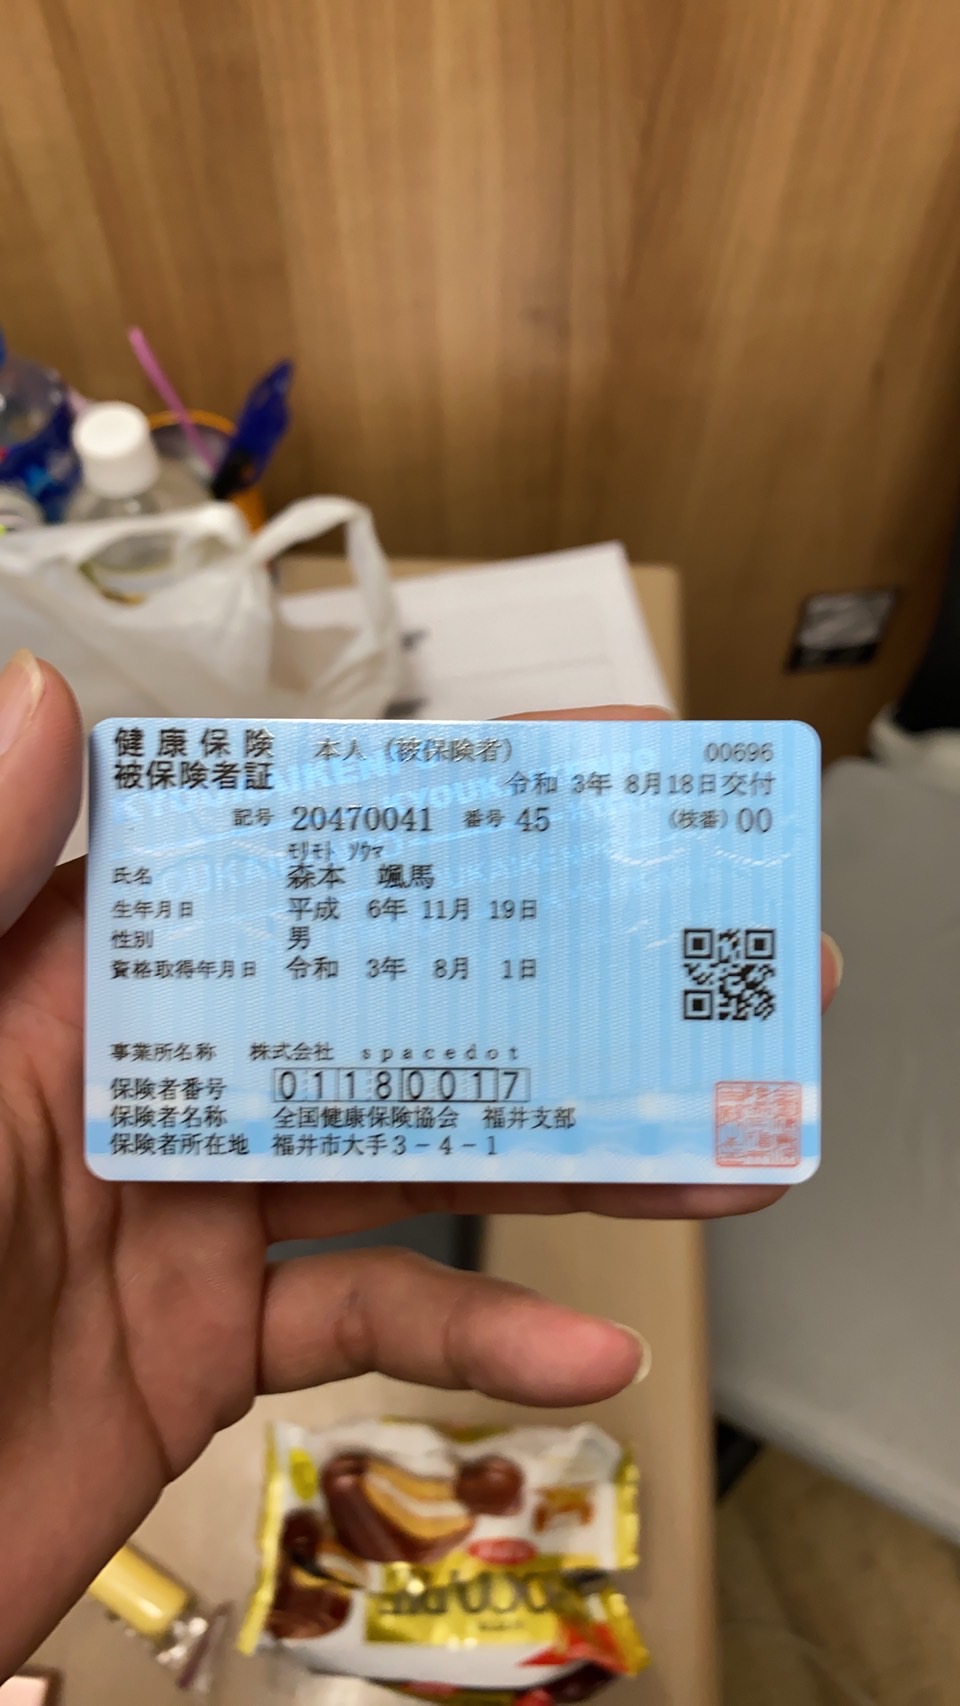 健康保険 本人（被保険者） 00696
被保険者証 令和 3年 8月18日交付
記号 20470041 番号 45 （枝番）00
ﾓﾘﾓﾄ ｿｳﾏ
氏名 森本 颯馬
生年月日 平成 6年 11月 19日
性別 男
資格取得年月日 令和 3年 8月 1日
事業所名称 株式会社 spacedot
保険者番号 01180017
保険者名称 全国健康保険協会 福井支部
保険者所在地 福井市大手3-4-1